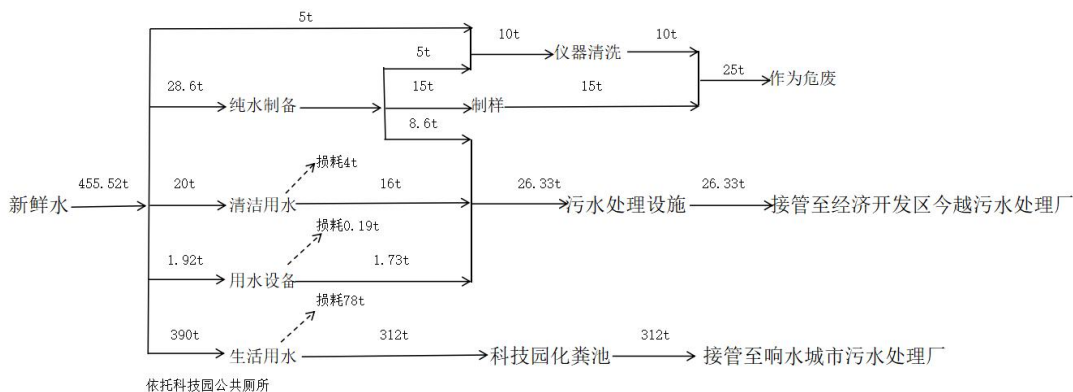 5t
10t
仪器清洗
10t
5t
25t
作为危废
28.6t
纯水制备
15t
制样
15t
8.6t
损耗4t
455.52t
20t
16t
26.33t
26.33t
新鲜水
清洁用水
污水处理设施
接管至经济开发区今越污水处理厂
损耗0.19t
1.92t
用水设备
1.73t
损耗78t
390t
生活用水
312t
科技园化粪池
312t
接管至响水城市污水处理厂
依托科技园公共厕所